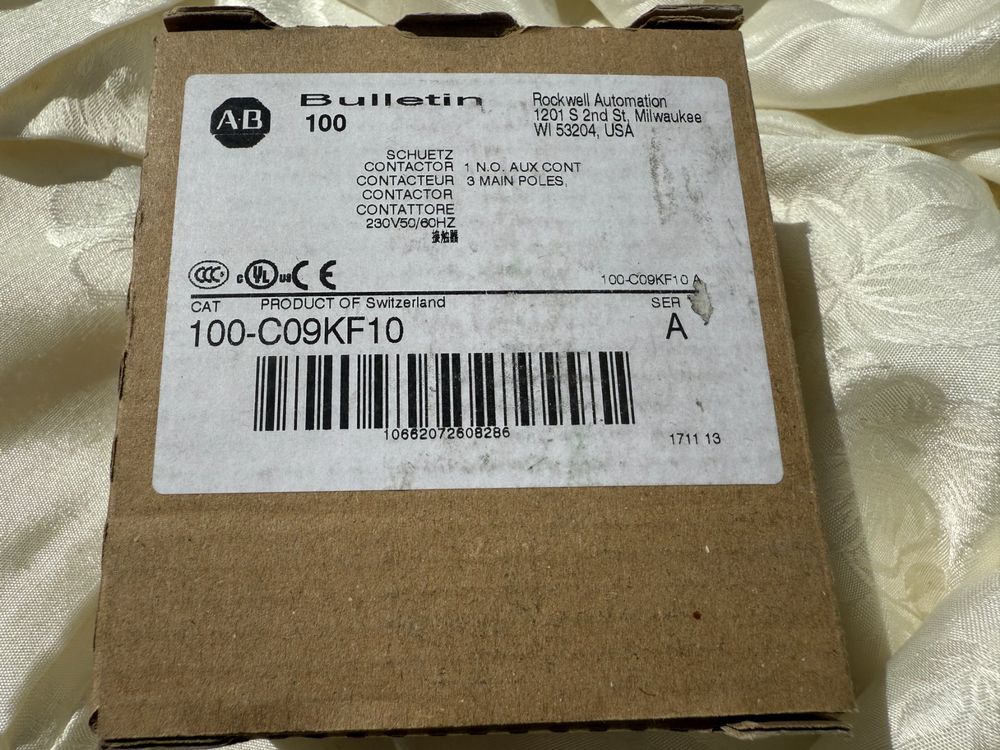 AB
Bulletin
100
Rockwell Automation
1201 S 2nd St, Milwaukee
WI 53204, USA
SCHUETZ
CONTACTOR 1 N.O. AUX CONT
CONTACTEUR 3 MAIN POLES,
CONTACTOR
CONTATTORE
230V50/60HZ
接触器
CCC c UL us CE
100-C09KF10 A
CAT PRODUCT OF Switzerland SER
100-C09KF10 A
10662072608286
1711 13